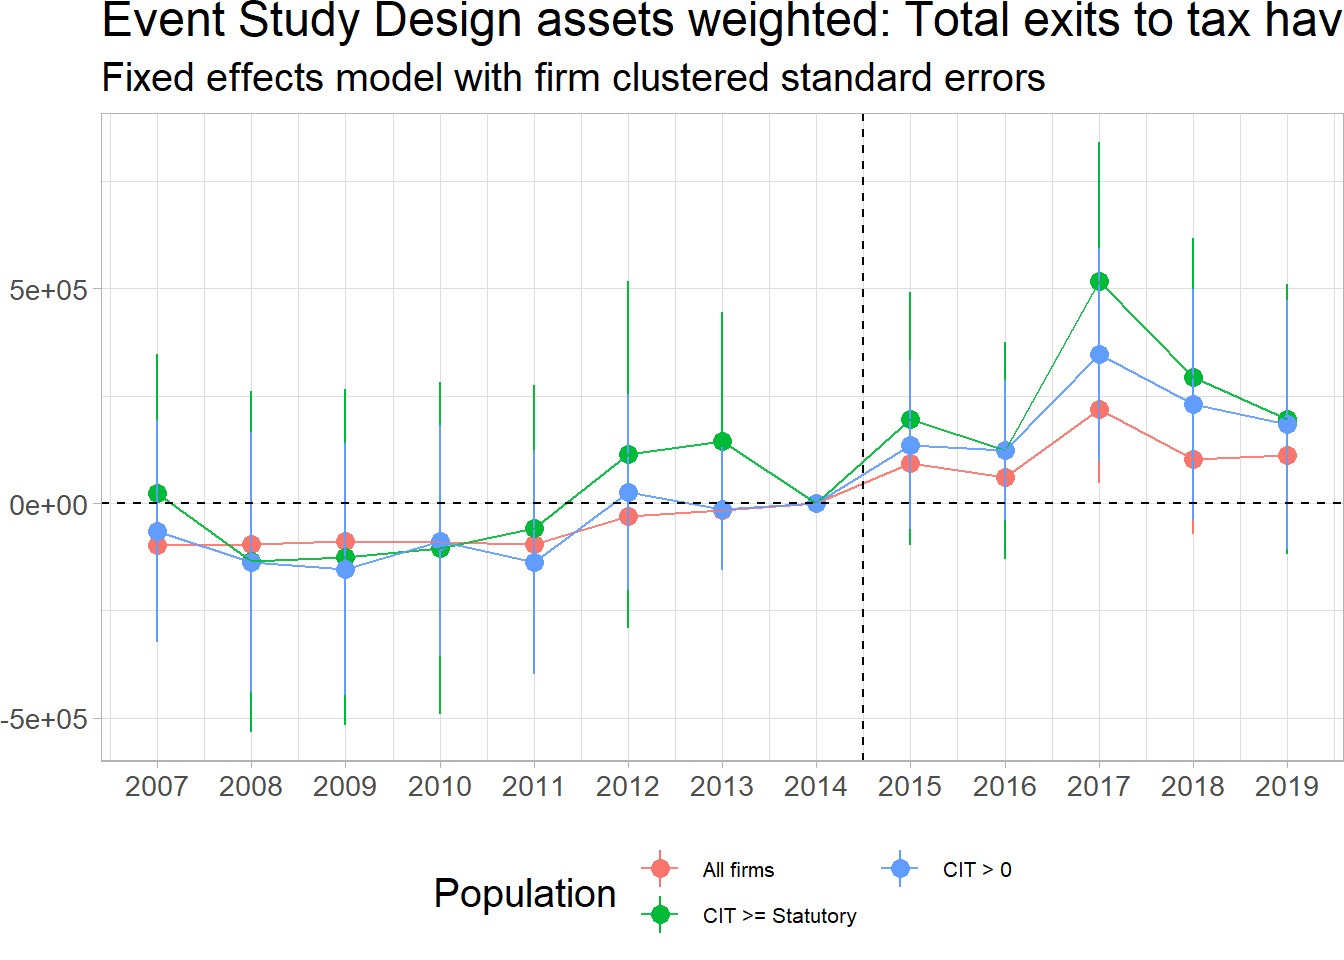 Event Study Design assets weighted: Total exits to tax hav
Fixed effects model with firm clustered standard errors
5e+05
0e+00
-5e+05
2007 2008 2009 2010 2011 2012 2013 2014 2015 2016 2017 2018 2019
Population
All firms
CIT >= Statutory
CIT > 0